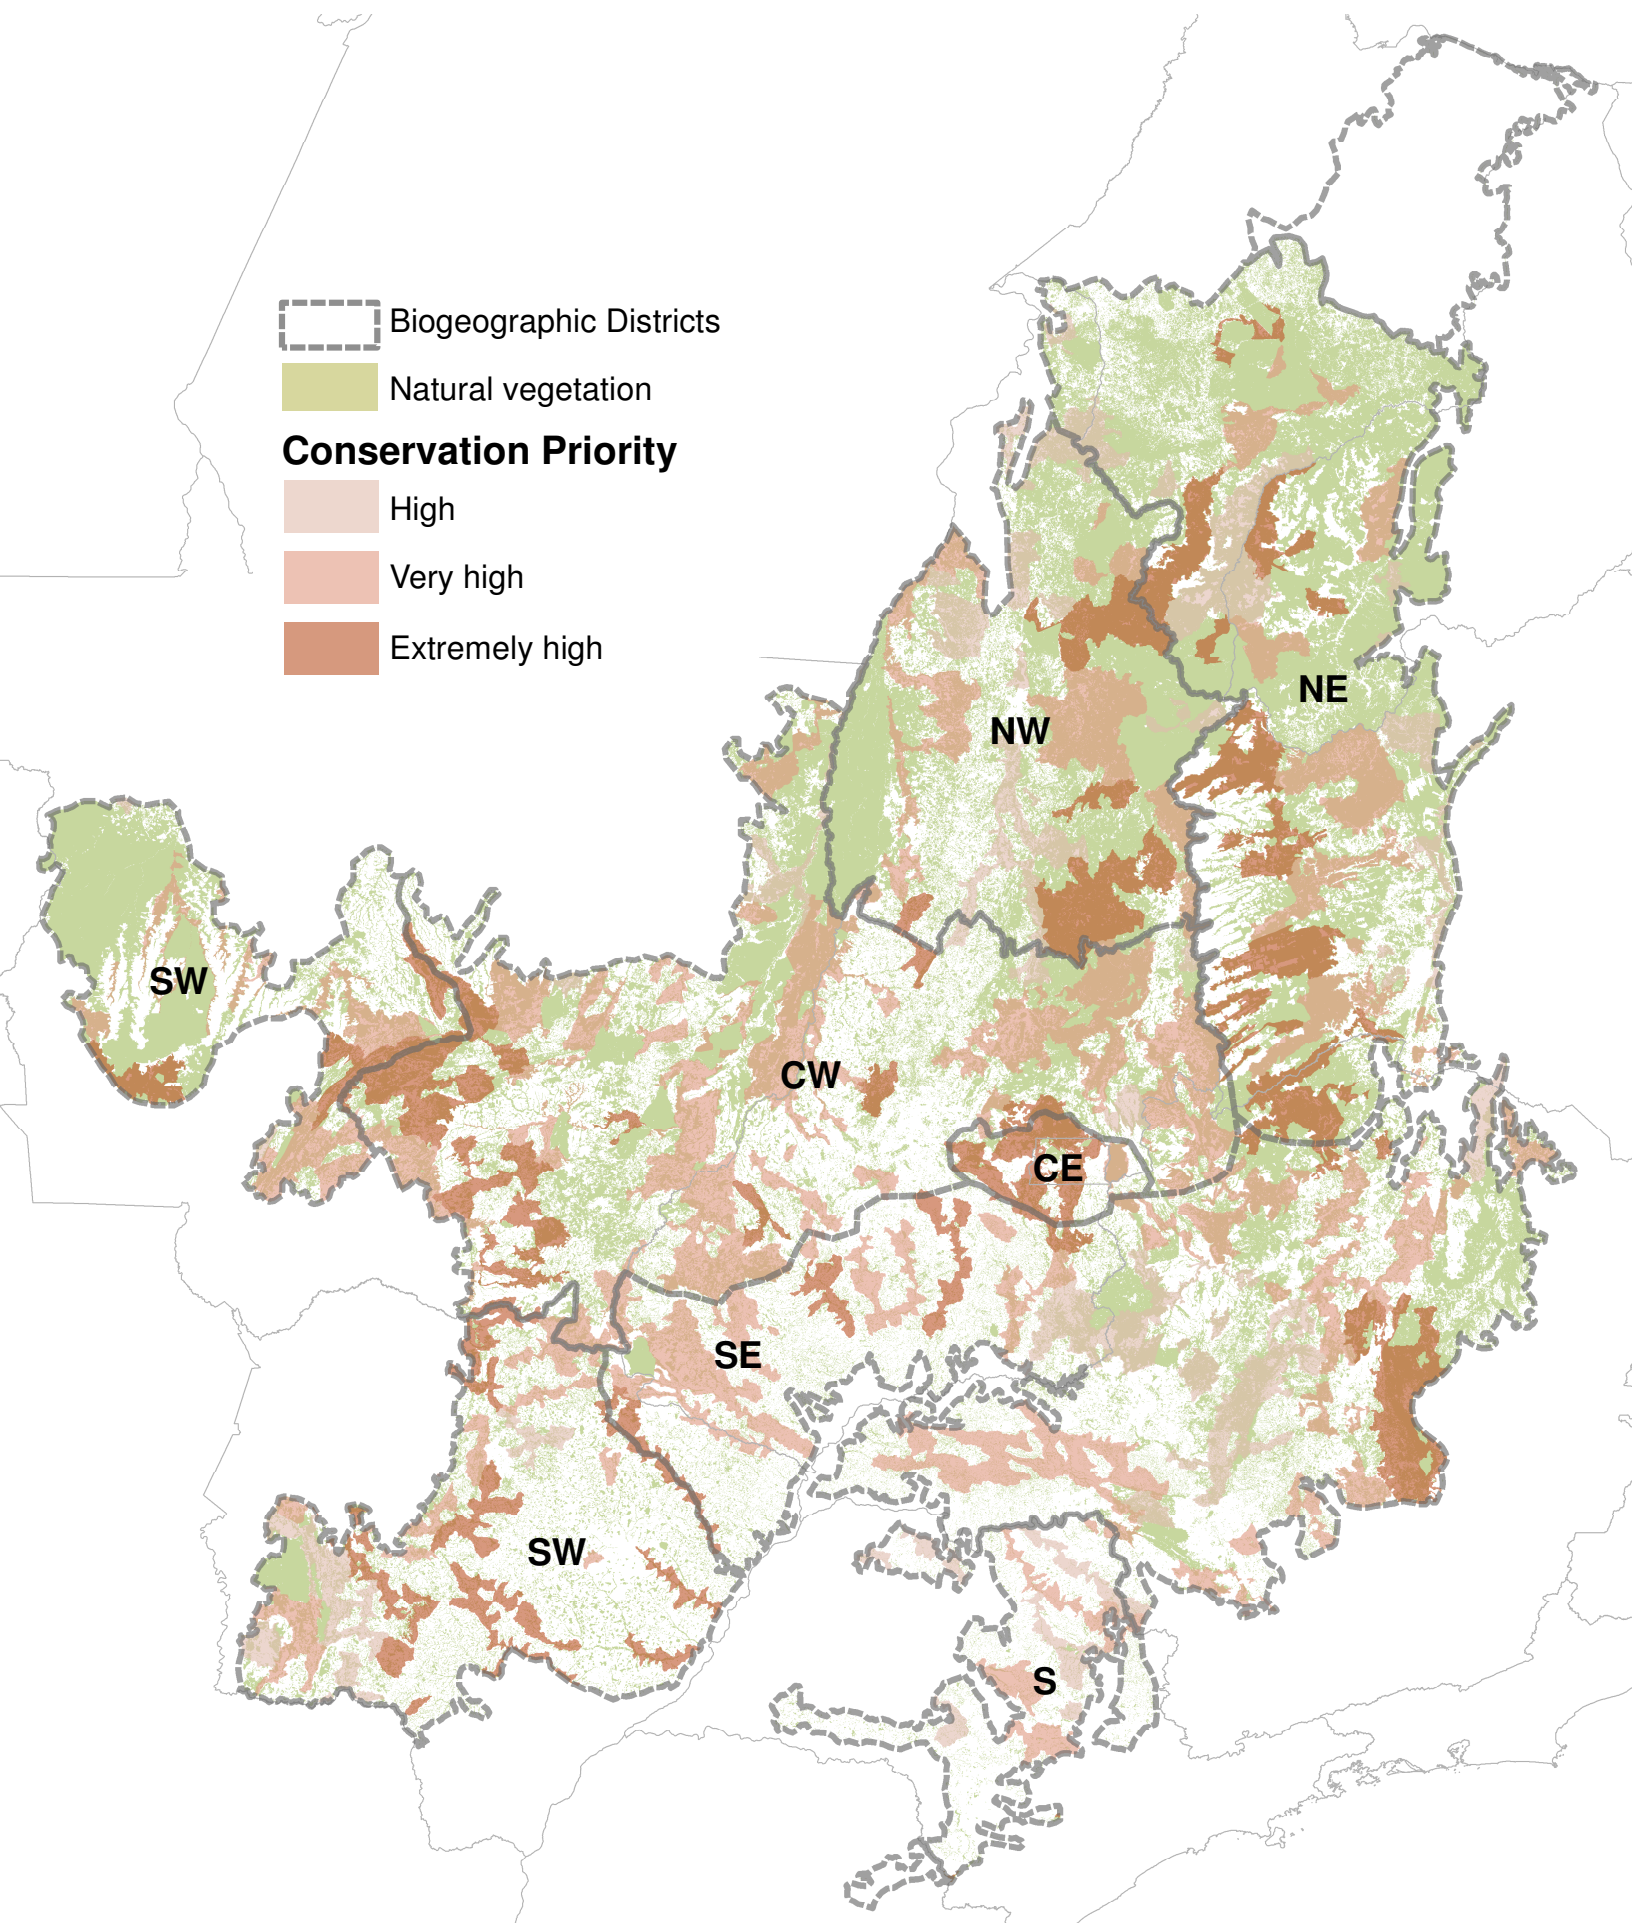 Biogeographic Districts
Natural vegetation
Conservation Priority
High
Very high
Extremely high
NE
NW
SW
CW
CE
SE
SW
S